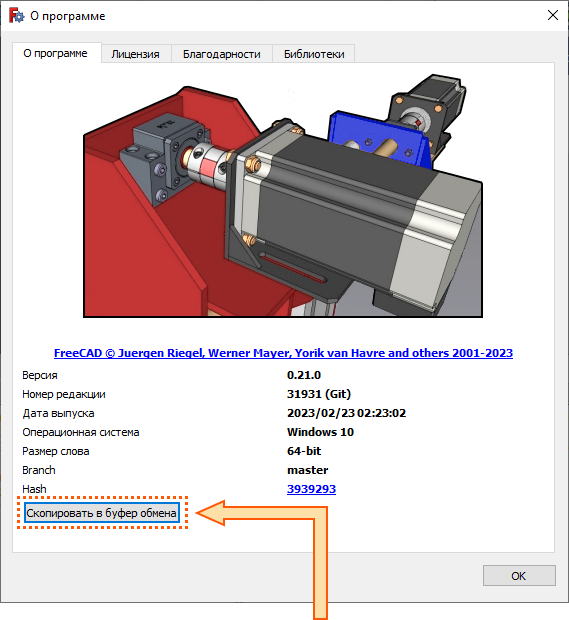 О программе
О программе Лицензия Благодарности Библиотеки
FreeCAD © Juergen Riegel, Werner Mayer, Yorik van Havre and others 2001-2023
Версия 0.21.0
Номер редакции 31931 (Git)
Дата выпуска 2023/02/23 02:23:02
Операционная система Windows 10
Размер слова 64-bit
Branch master
Hash 3939293
Скопировать в буфер обмена
OK